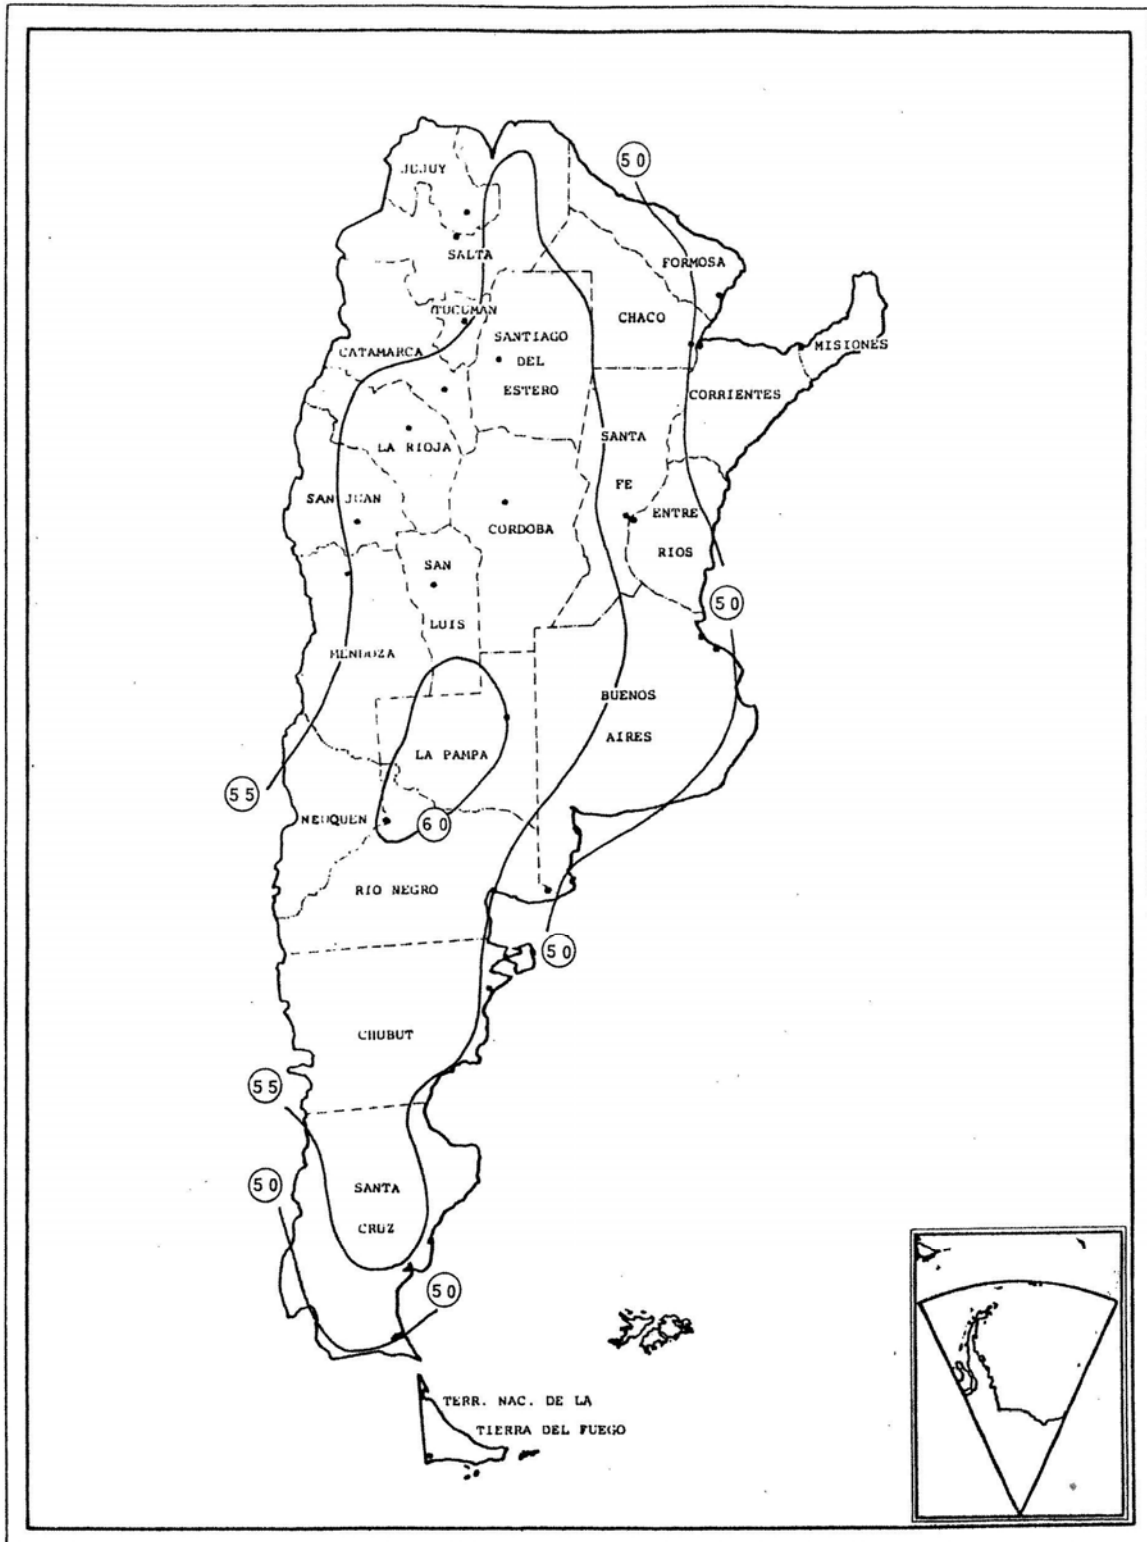 50
JUJUY
SALTA
FORMOSA
TUCUMAN
CHACO
SANTIAGO
DEL
ESTERO
CATAMARCA
MISIONES
CORRIENTES
LA RIOJA
SANTA
FE
SAN JUAN
ENTRE
RIOS
CORDOBA
SAN
LUIS
50
MENDOZA
BUENOS
AIRES
LA PAMPA
55
NEUQUEN
60
RIO NEGRO
50
CHUBUT
55
50
SANTA
CRUZ
50
TERR. NAC. DE LA
TIERRA DEL FUEGO